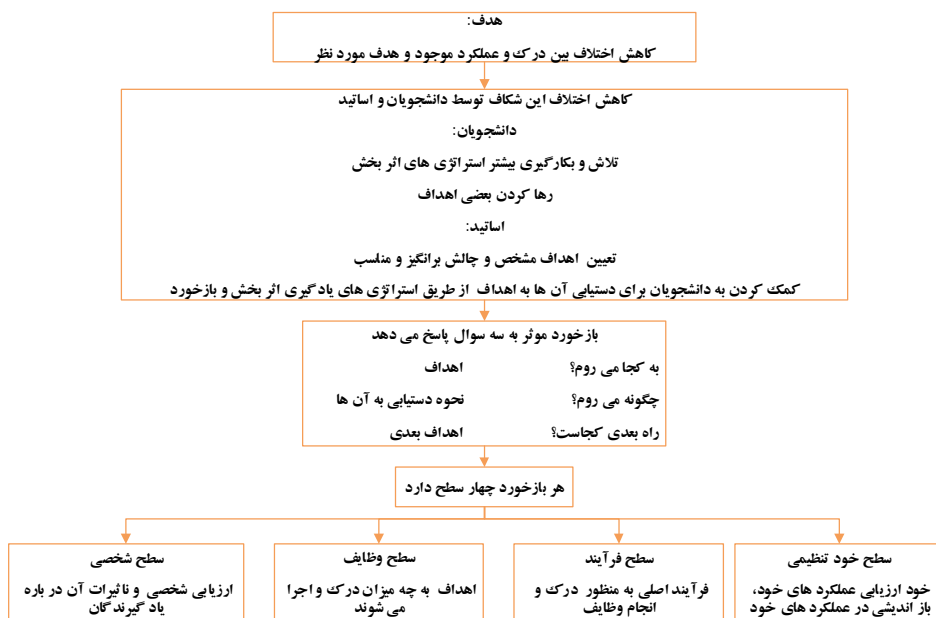 هدف:
کاهش اختلاف بین درک و عملکرد موجود و هدف مورد نظر
کاهش اختلاف این شکاف توسط دانشجویان و اساتید
دانشجویان:
تلاش و بکارگیری بیشتر استراتژی های اثر بخش
رها کردن بعضی اهداف
اساتید:
تعیین اهداف مشخص و چالش برانگیز و مناسب
کمک کردن به دانشجویان برای دستیابی آن ها به اهداف از طریق استراتژی های یادگیری اثر بخش و بازخورد
بازخورد موثر به سه سوال پاسخ می دهد
به کجا می روم؟ اهداف
چگونه می روم؟ نحوه دستیابی به آن ها
راه بعدی کجاست؟ اهداف بعدی
هر بازخورد چهار سطح دارد
سطح خود تنظیمی
خود ارزیابی عملکرد های خود،
باز اندیشی در عملکرد های خود
سطح فرآیند
فرآیند اصلی به منظور درک و
انجام وظایف
سطح وظایف
اهداف به چه میزان درک و اجرا
می شوند
سطح شخصی
ارزیابی شخصی و ناثیرات آن در باره
یاد گیرندگان